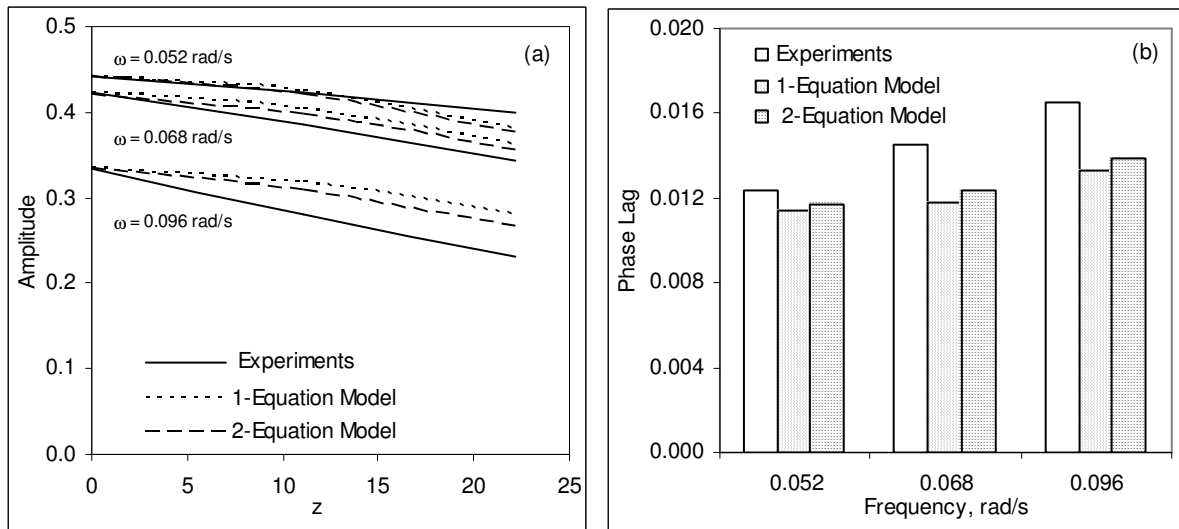 (a)
0.5
0.4
0.3
0.2
0.1
0.0
Amplitude
ω = 0.052 rad/s
ω = 0.068 rad/s
ω = 0.096 rad/s
Experiments
1-Equation Model
2-Equation Model
0 5 10 15 20 25
z
(b)
0.020
0.016
0.012
0.008
0.004
0.000
Phase Lag
Experiments
1-Equation Model
2-Equation Model
0.052 0.068 0.096
Frequency, rad/s